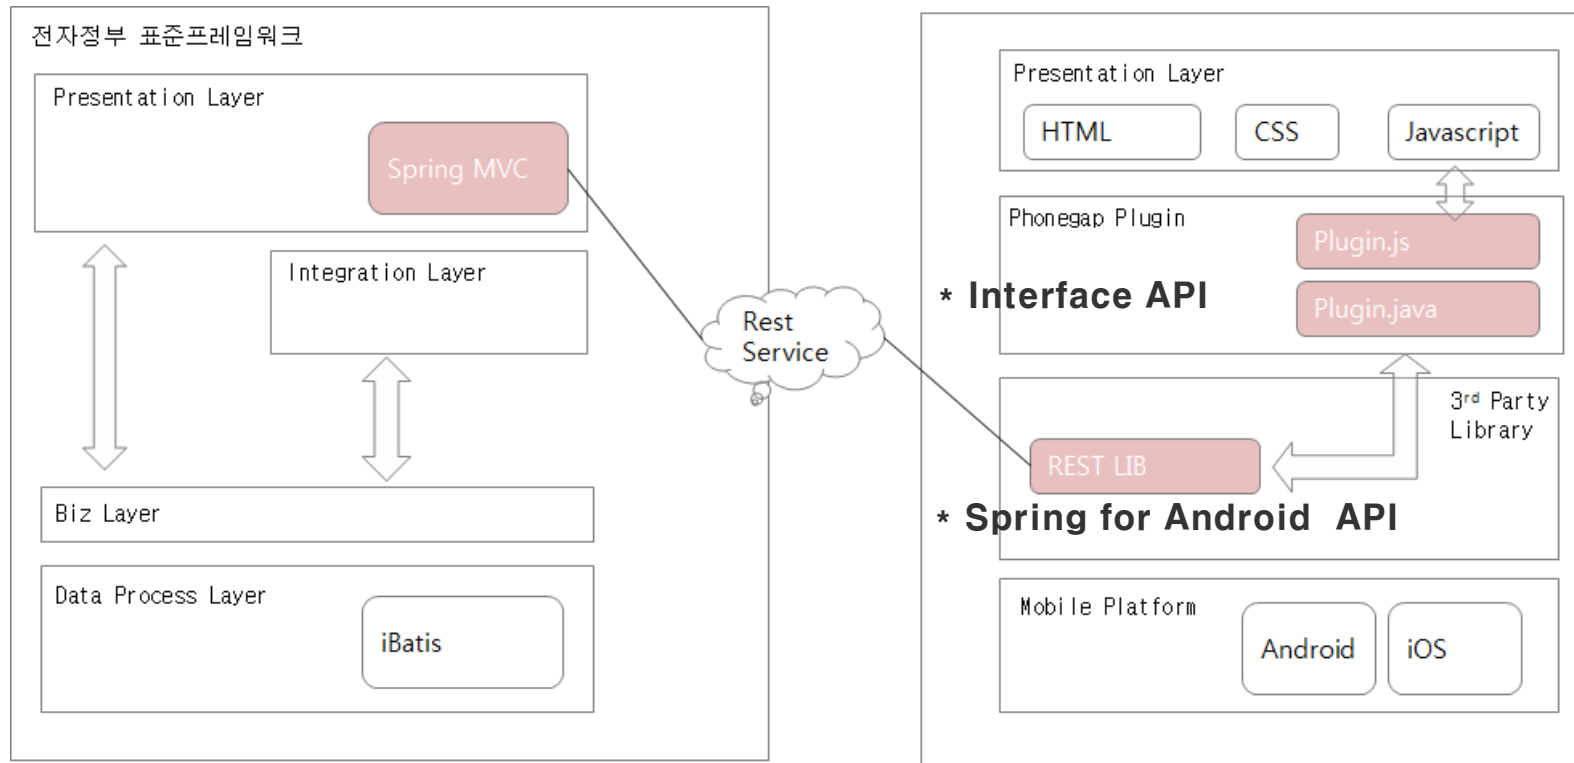 전자정부 표준프레임워크
Presentation Layer
Spring MVC
Integration Layer
Biz Layer
Data Process Layer
iBatis
Rest
Service
Presentation Layer
HTML
CSS
Javascript
Phonegap Plugin
Plugin.js
* Interface API
Plugin.java
3rd Party
Library
REST LIB
* Spring for Android API
Mobile Platform
Android
iOS